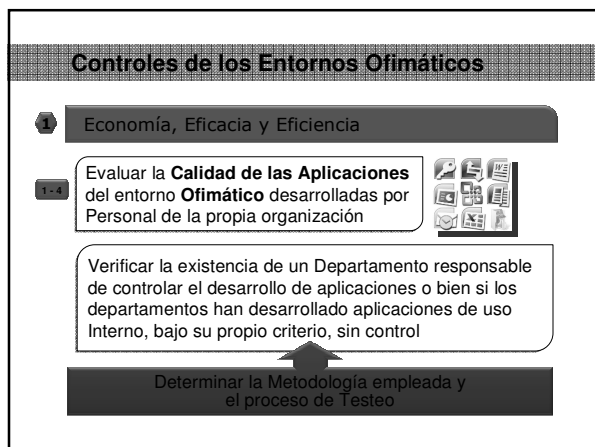 Controles de los Entornos Ofimáticos
1
Economía, Eficacia y Eficiencia
1 - 4
Evaluar la Calidad de las Aplicaciones
del entorno Ofimático desarrolladas por
Personal de la propia organización
Verificar la existencia de un Departamento responsable
de controlar el desarrollo de aplicaciones o bien si los
departamentos han desarrollado aplicaciones de uso
Interno, bajo su propio criterio, sin control
Determinar la Metodología empleada y
el proceso de Testeo